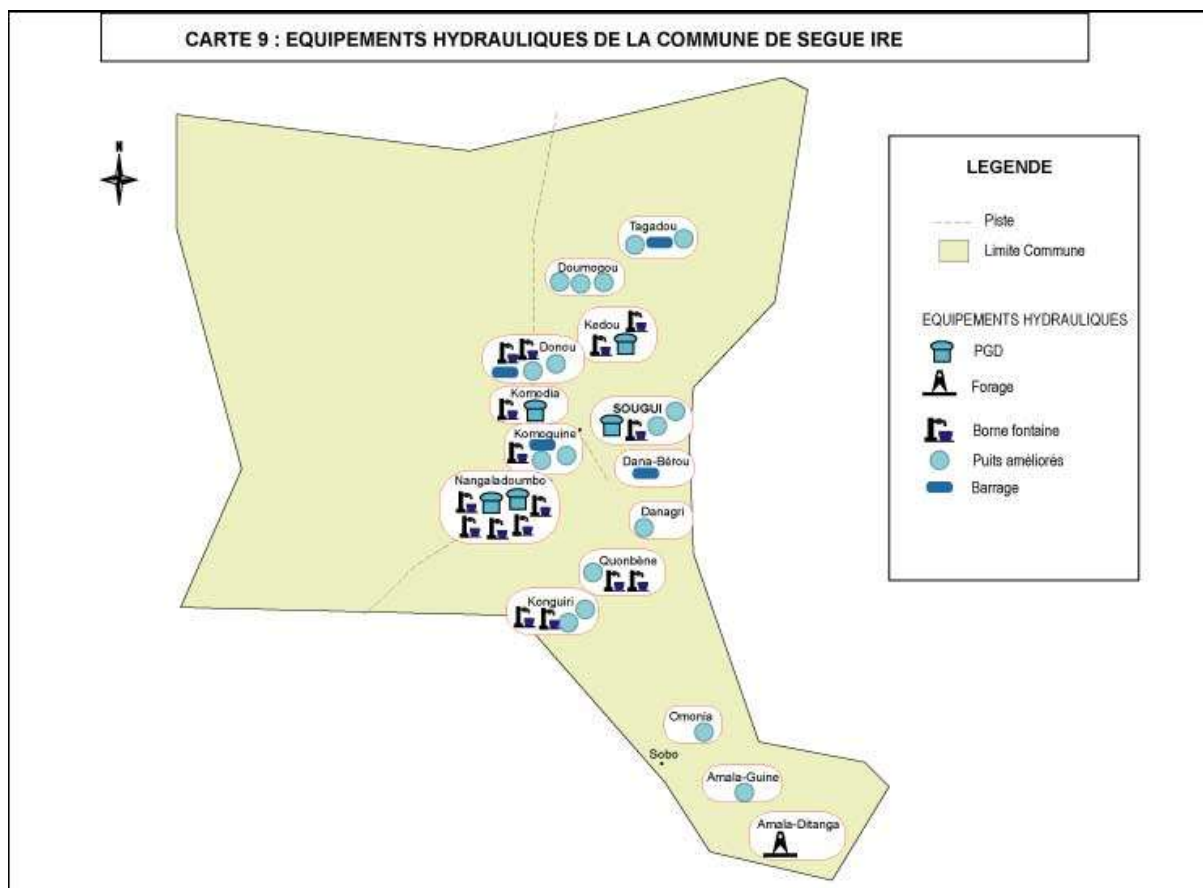 CARTE 9 : EQUIPEMENTS HYDRAULIQUES DE LA COMMUNE DE SEGUE IRE
N
Tagadou
Doumogou
Kedou
Donou
Komodia
SOUGUI
Komoguine
Dana-Bérou
Nangaladoumbo
Danagri
Quonbène
Konguiri
Omonia
Sobo
Amala-Guine
Amala-Ditanga
LEGENDE
Piste
Limite Commune
EQUIPEMENTS HYDRAULIQUES
PGD
Forage
Borne fontaine
Puits améliorés
Barrage